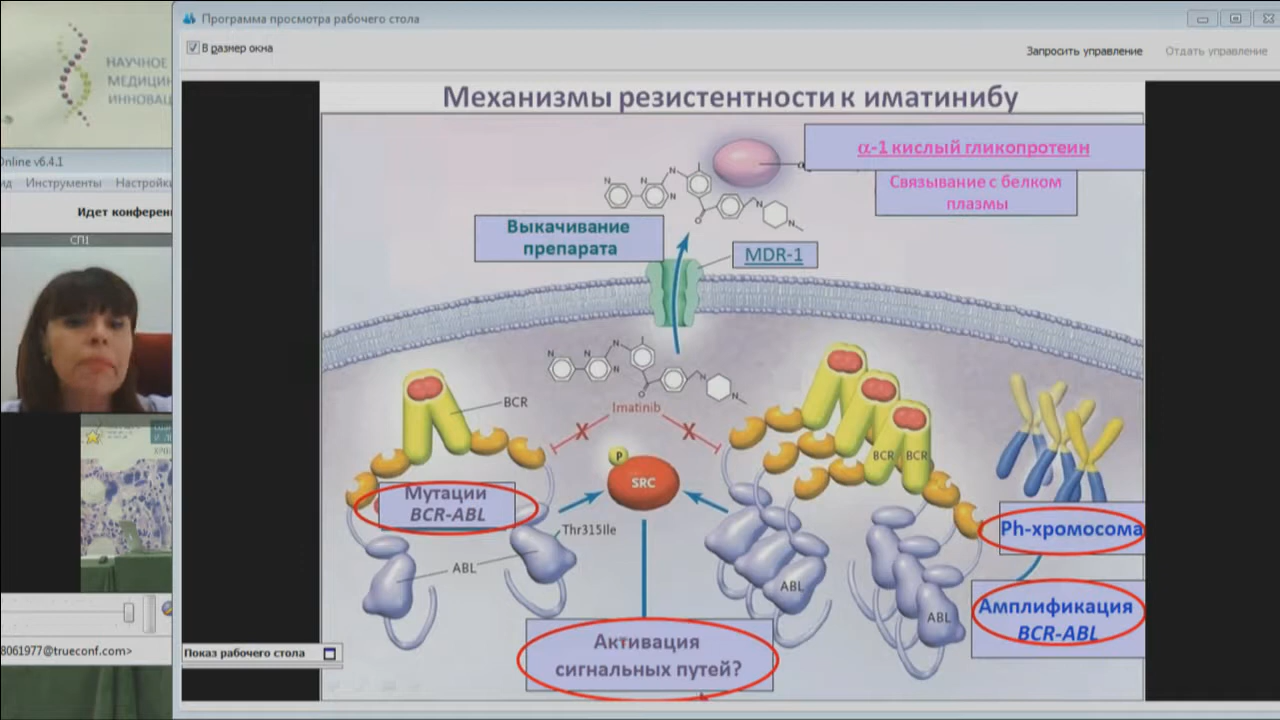 Программа просмотра рабочего стола
В размер окна
Запросить управление
Отдать управление
НАУЧНОЕ
МЕДИЦИН
ИННОВАЦ
Online v6.4.1
ид Инструменты Настройки
Идет конферен
СП1
Механизмы резистентности к иматинибу
α-1 кислый гликопротеин
Связывание с белком
плазмы
Выкачивание
препарата
MDR-1
N
N
N
N
O
N
N
N
N
N
N
O
N
N
Imatinib
X
X
BCR
P
SRC
BCR
BCR
Мутации
BCR-ABL
Thr315Ile
ABL
ABL
ABL
Ph-хромосома
Амплификация
BCR-ABL
Активация
сигнальных путей?
8061977@trueconf.com>
Показ рабочего стола